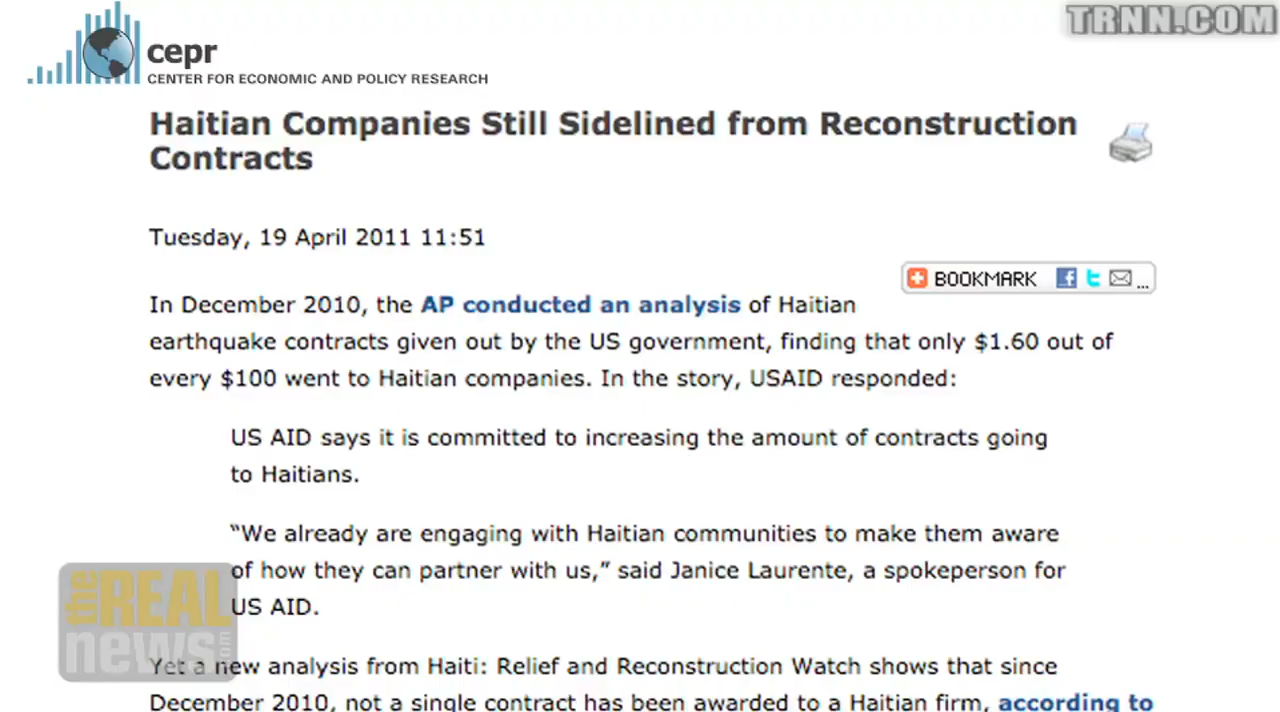 TRNN.COM
cepr
CENTER FOR ECONOMIC AND POLICY RESEARCH
Haitian Companies Still Sidelined from Reconstruction
Contracts
Tuesday, 19 April 2011 11:51
BOOKMARK ...
In December 2010, the AP conducted an analysis of Haitian
earthquake contracts given out by the US government, finding that only $1.60 out of
every $100 went to Haitian companies. In the story, USAID responded:
US AID says it is committed to increasing the amount of contracts going
to Haitians.
“We already are engaging with Haitian communities to make them aware
of how they can partner with us,” said Janice Laurente, a spokeperson for
US AID.
the REAL
news.com
Yet a new analysis from Haiti: Relief and Reconstruction Watch shows that since
December 2010, not a single contract has been awarded to a Haitian firm, according to